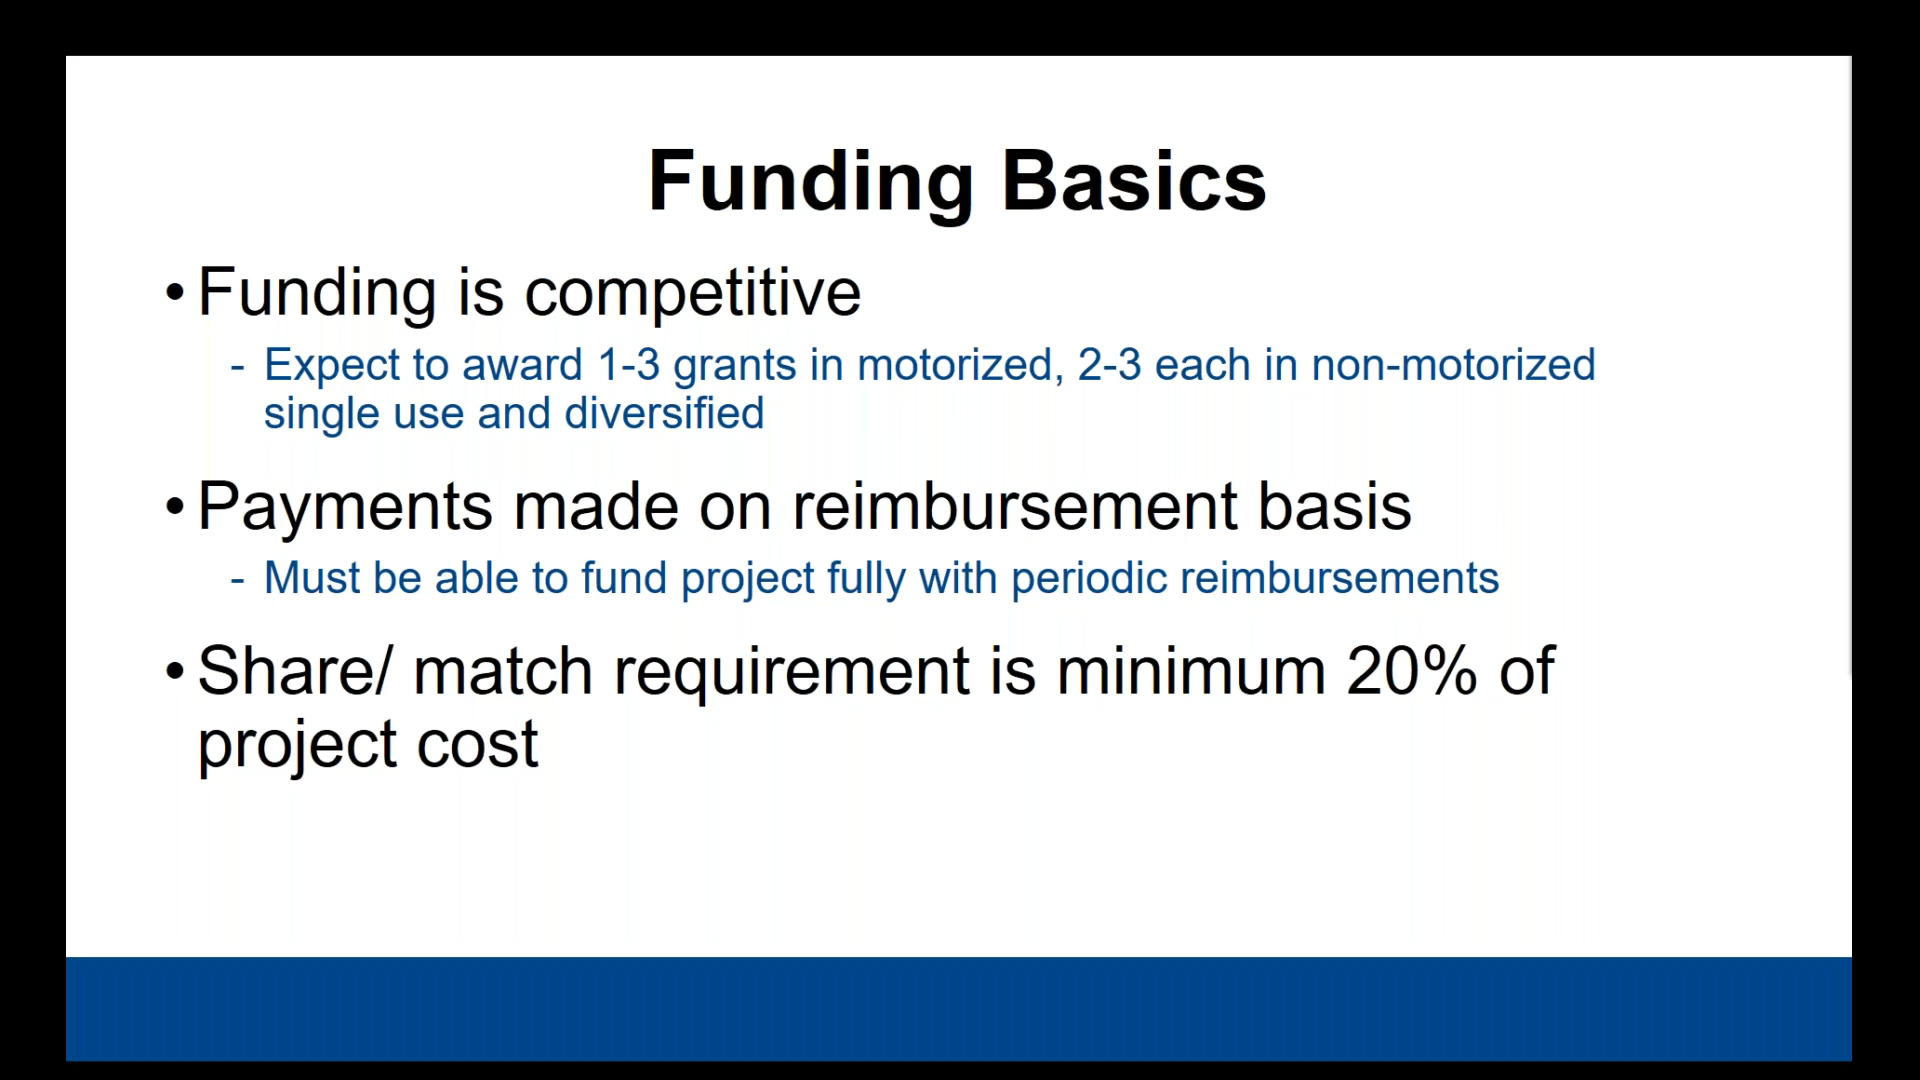 Funding Basics
• Funding is competitive
- Expect to award 1-3 grants in motorized, 2-3 each in non-motorized
single use and diversified
• Payments made on reimbursement basis
- Must be able to fund project fully with periodic reimbursements
• Share/ match requirement is minimum 20% of
project cost